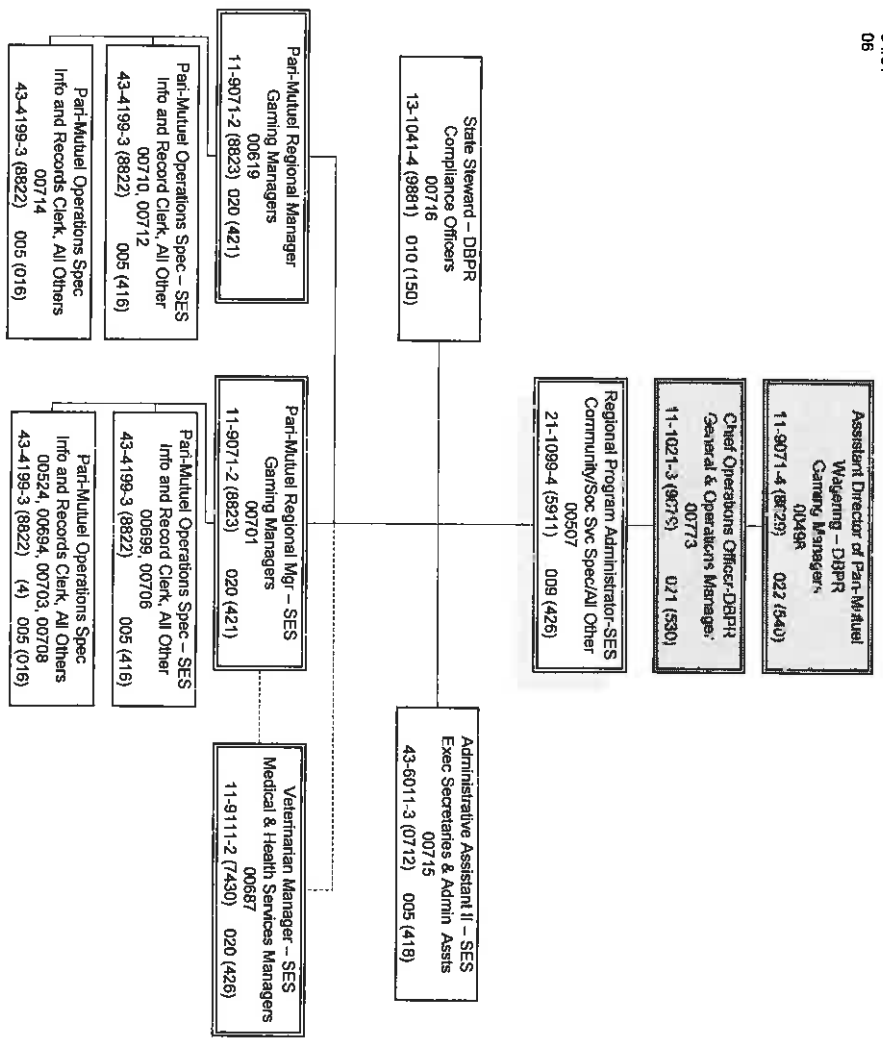 06
Assistant Director of Pari-Mutuel
Wagering – DBPR
Gaming Managers
00498
11-9071-4 (8629) 022 (540)
Chief Operations Officer-DBPR
General & Operations Manager
00773
11-1021-3 (9076) 021 (530)
Regional Program Administrator-SES
Community/Soc Svc Spec/All Other
00507
21-1099-4 (5911) 009 (426)
State Steward – DBPR
Compliance Officers
00716
13-1041-4 (9881) 010 (150)
Administrative Assistant II – SES
Exec Secretaries & Admin Assts
00715
43-6011-3 (0712) 005 (418)
Pari-Mutuel Regional Manager
Gaming Managers
00619
11-9071-2 (8823) 020 (421)
Pari-Mutuel Operations Spec – SES
Info and Record Clerk, All Other
00710, 00712
43-4199-3 (8822) 005 (416)
Pari-Mutuel Operations Spec
Info and Records Clerk, All Others
00714
43-4199-3 (8822) 005 (016)
Pari-Mutuel Regional Mgr – SES
Gaming Managers
00701
11-9071-2 (8823) 020 (421)
Pari-Mutuel Operations Spec – SES
Info and Record Clerk, All Other
00699, 00706
43-4199-3 (8822) 005 (416)
Pari-Mutuel Operations Spec
Info and Records Clerk, All Others
00524, 00694, 00703, 00708
43-4199-3 (8822) (4) 005 (016)
Veterinarian Manager – SES
Medical & Health Services Managers
00687
11-9111-2 (7430) 020 (426)